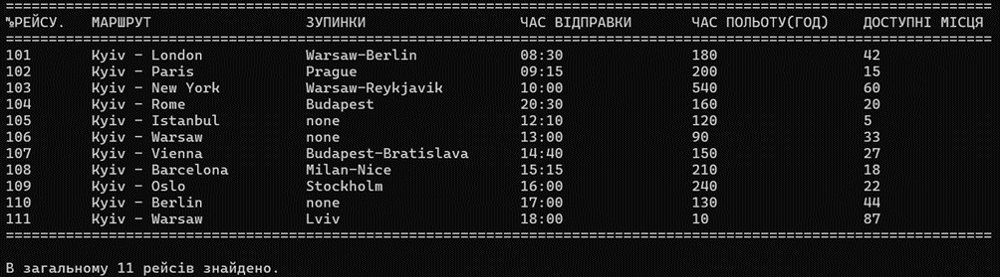 ====================================================================================================================
№РЕЙСУ. МАРШРУТ ЗУПИНКИ ЧАС ВІДПРАВКИ ЧАС ПОЛЬОТУ(ГОД) ДОСТУПНІ МІСЦЯ
====================================================================================================================
101 Kyiv - London Warsaw-Berlin 08:30 180 42
102 Kyiv - Paris Prague 09:15 200 15
103 Kyiv - New York Warsaw-Reykjavik 10:00 540 60
104 Kyiv - Rome Budapest 20:30 160 20
105 Kyiv - Istanbul none 12:10 120 5
106 Kyiv - Warsaw none 13:00 90 33
107 Kyiv - Vienna Budapest-Bratislava 14:40 150 27
108 Kyiv - Barcelona Milan-Nice 15:15 210 18
109 Kyiv - Oslo Stockholm 16:00 240 22
110 Kyiv - Berlin none 17:00 130 44
111 Kyiv - Warsaw Lviv 18:00 10 87
====================================================================================================================
В загальному 11 рейсів знайдено.